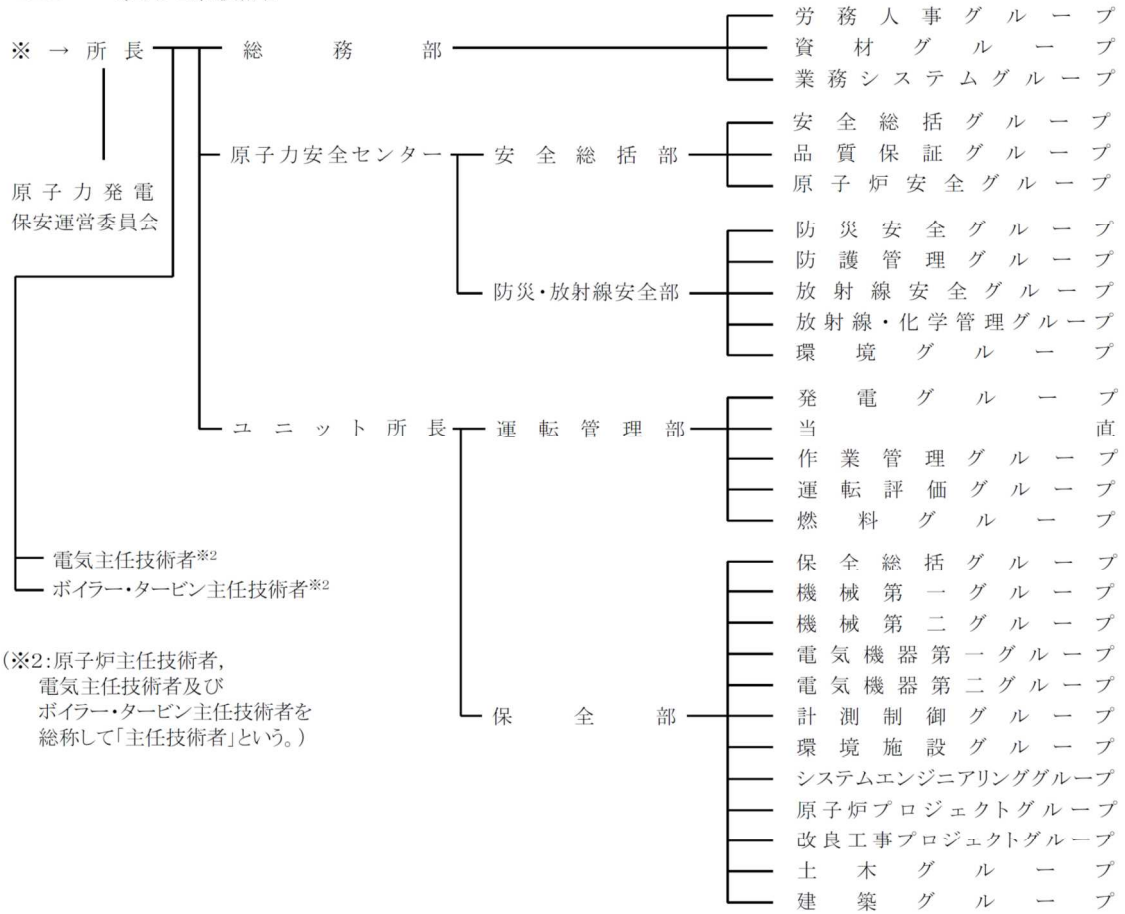 ※ → 所長
総務部
労務人事グループ
資材グループ
業務システムグループ
原子力発電
保安運営委員会
原子力安全センター
安全総括部
安全総括グループ
品質保証グループ
原子炉安全グループ
防災・放射線安全部
防災安全グループ
防護管理グループ
放射線安全グループ
放射線・化学管理グループ
環境グループ
ユニット所長
運転管理部
発電グループ
当直
作業管理グループ
運転評価グループ
燃料グループ
保全部
保全総括グループ
機械第一グループ
機械第二グループ
電気機器第一グループ
電気機器第二グループ
計測制御グループ
環境施設グループ
システムエンジニアリンググループ
原子炉プロジェクトグループ
改良工事プロジェクトグループ
土木グループ
建築グループ
電気主任技術者※2
ボイラー・タービン主任技術者※2
(※2:原子炉主任技術者,
電気主任技術者及び
ボイラー・タービン主任技術者を
総称して「主任技術者」という。)